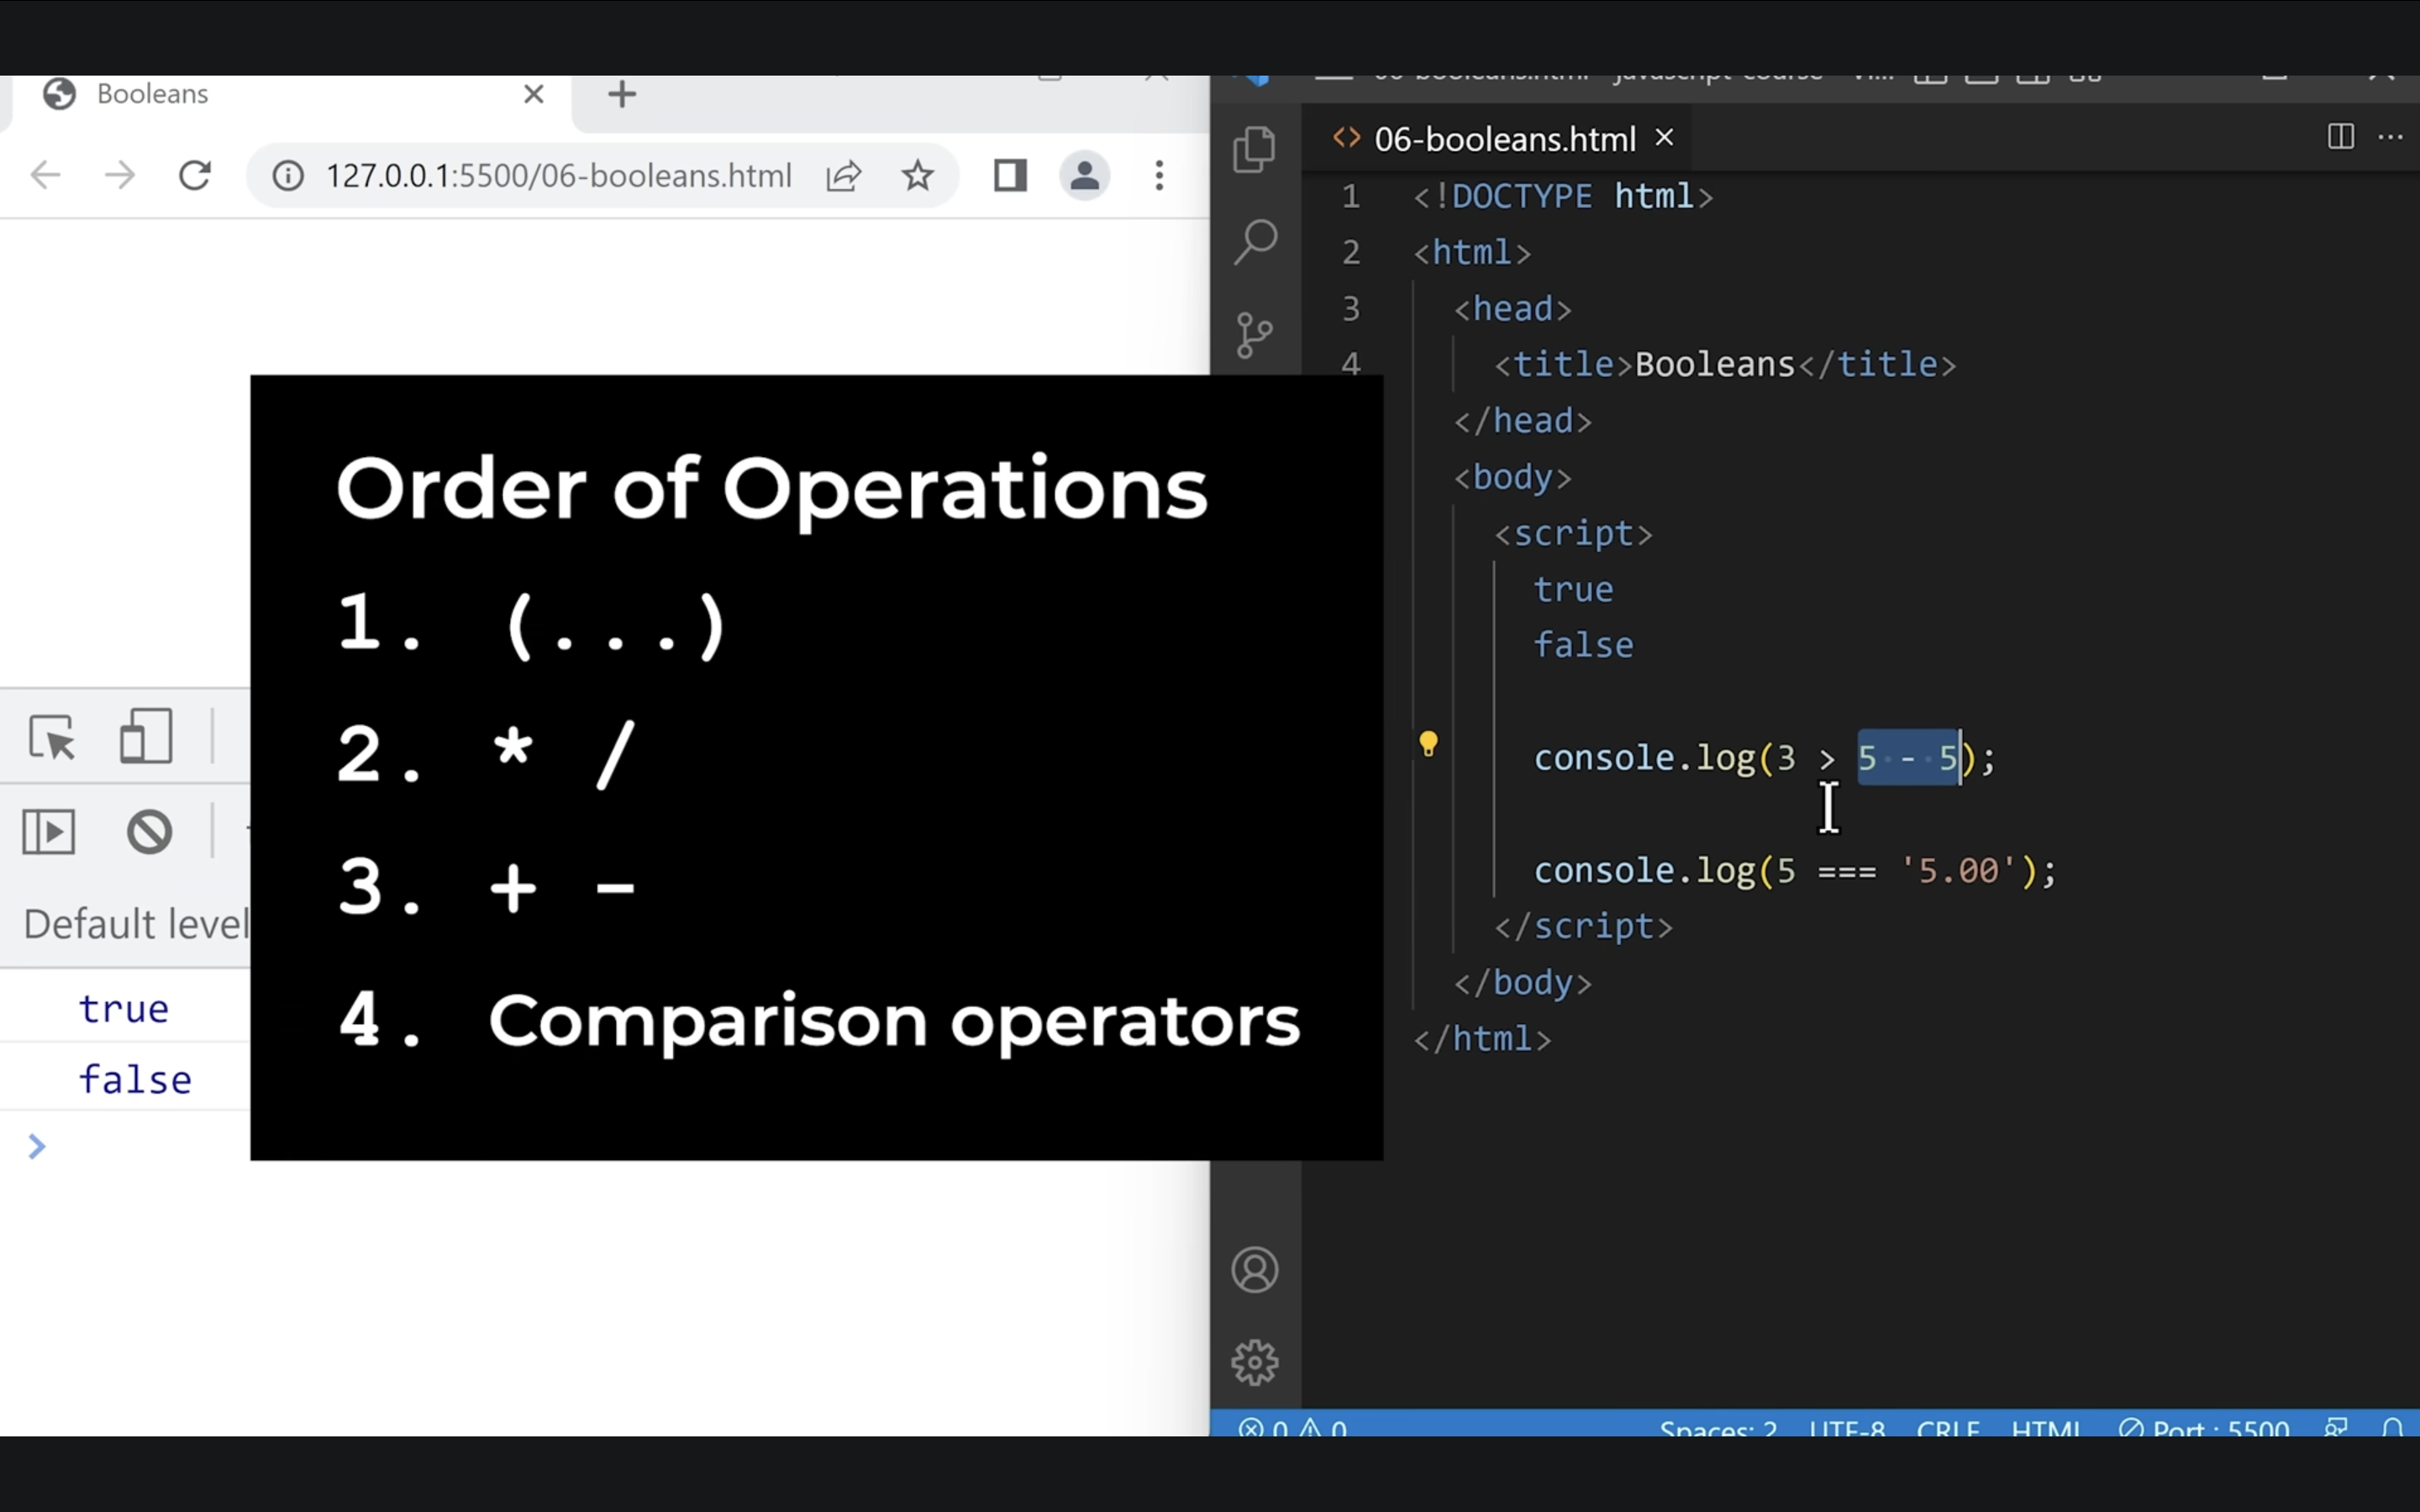 Booleans
127.0.0.1:5500/06-booleans.html
Default level
true
false
Order of Operations
1. (...)
2. * /
3. + -
4. Comparison operators
06-booleans.html
1 <!DOCTYPE html>
2 <html>
3 <head>
4 <title>Booleans</title>
</head>
<body>
<script>
true
false
console.log(3 > 5 - 5);
console.log(5 === '5.00');
</script>
</body>
</html>
0 0 Spaces: 2 UTF-8 CRLF HTML Port : 5500